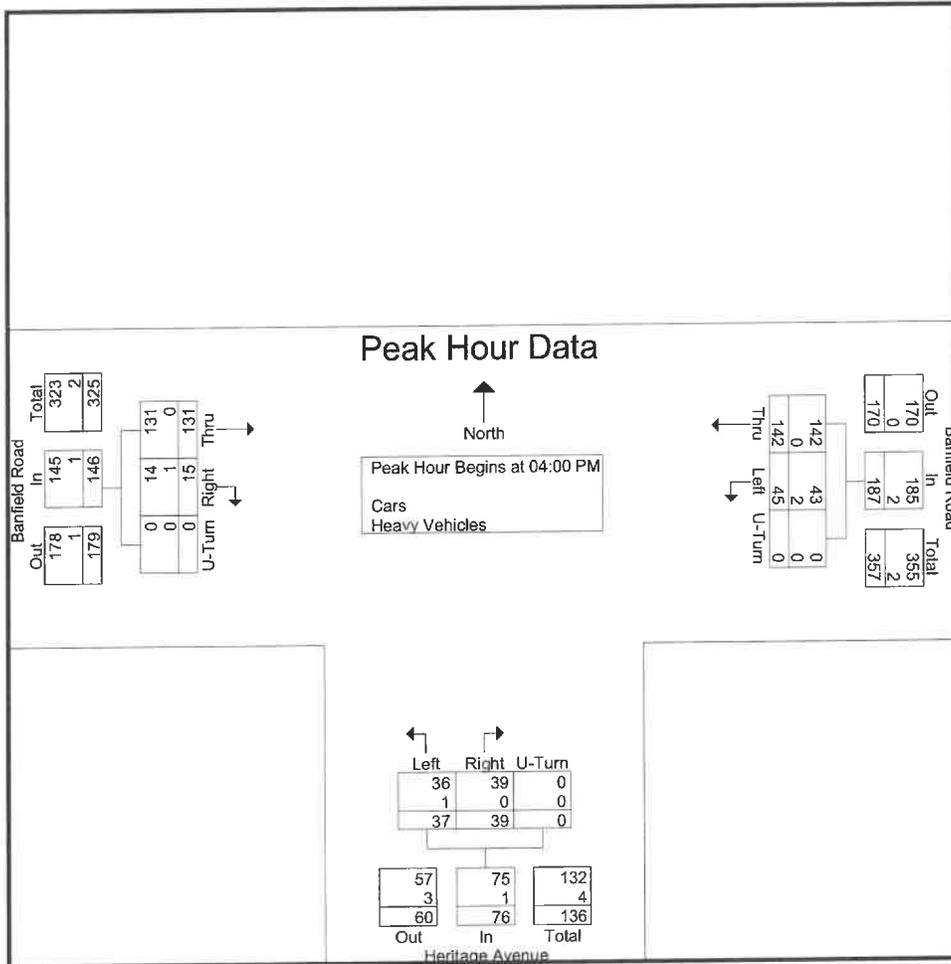 Peak Hour Data
North
Peak Hour Begins at 04:00 PM
Cars
Heavy Vehicles
Banfield Road
Out In Total
178 145 323
1 1 2
179 146 325
131 14 0
0 1 0
131 15 0
Thru Right U-Turn
Banfield Road
Out In Total
170 185 355
0 2 2
170 187 357
142 43 0
0 2 0
142 45 0
Thru Left U-Turn
Left Right U-Turn
36 39 0
1 0 0
37 39 0
57 75 132
3 1 4
60 76 136
Out In Total
Heritage Avenue